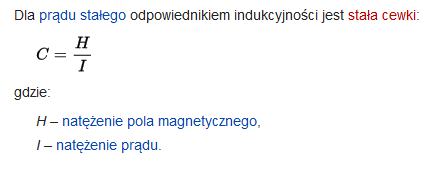 Dla prądu stałego odpowiednikiem indukcyjności jest stała cewki:
C = H/I
gdzie:
H – natężenie pola magnetycznego,
I – natężenie prądu.